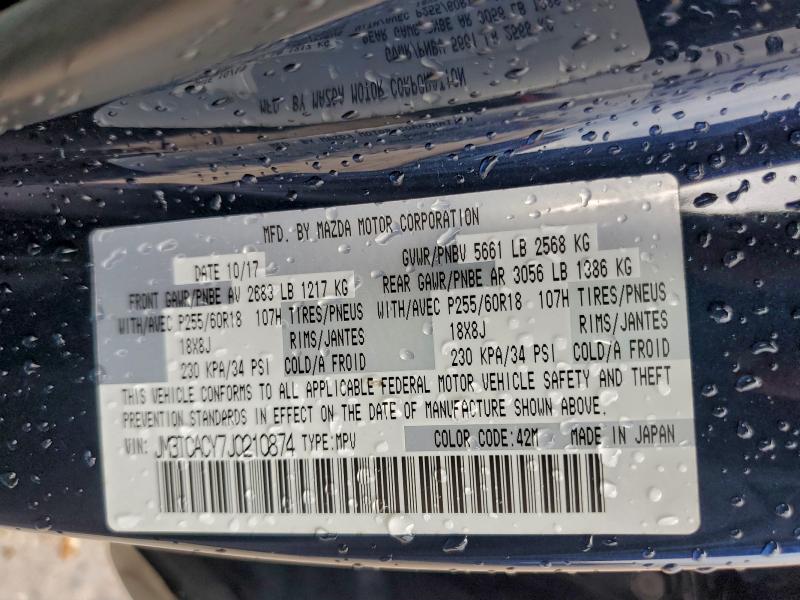 MFD. BY MAZDA MOTOR CORPORATION
DATE 10/17 GVWR/PNBV 5661 LB 2568 KG
FRONT GAWR/PNBE AV 2683 LB 1217 KG REAR GAWR/PNBE AR 3056 LB 1386 KG
WITH/AVEC P255/60R18 107H TIRES/PNEUS WITH/AVEC P255/60R18 107H TIRES/PNEUS
18X8J RIMS/JANTES 18X8J RIMS/JANTES
230 KPA/34 PSI COLD/A FROID 230 KPA/34 PSI COLD/A FROID
THIS VEHICLE CONFORMS TO ALL APPLICABLE FEDERAL MOTOR VEHICLE SAFETY AND THEFT
PREVENTION STANDARDS IN EFFECT ON THE DATE OF MANUFACTURE SHOWN ABOVE.
VIN: JM3TCACY7J0210874 TYPE:MPV COLOR CODE:42M MADE IN JAPAN